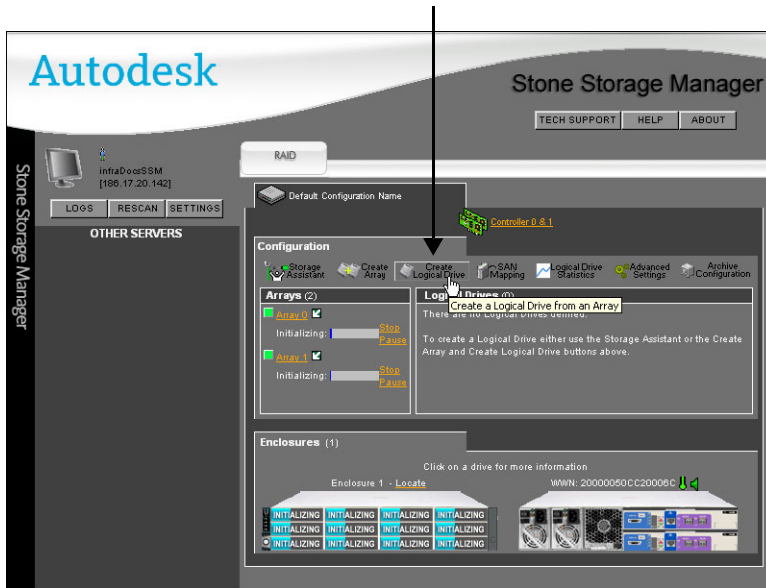 Autodesk
Stone Storage Manager
TECH SUPPORT HELP ABOUT
Stone Storage Manager
infraDocsSSM
[186.17.20.142]
LOGS RESCAN SETTINGS
OTHER SERVERS
RAID
Default Configuration Name
Controller 0 & 1
Configuration
Storage Assistant
Create Array
Create Logical Drive
SAN Mapping
Logical Drive Statistics
Advanced Settings
Archive Configuration
Arrays (2)
Array 0
Initializing: Stop Pause
Array 1
Initializing: Stop Pause
Logical Drives (0)
Create a Logical Drive from an Array
There are no Logical Drives defined.
To create a Logical Drive either use the Storage Assistant or the Create
Array and Create Logical Drive buttons above.
Enclosures (1)
Click on a drive for more information
Enclosure 1 - Locate
WWN: 20000050CC20006C
INITIALIZING INITIALIZING INITIALIZING INITIALIZING
INITIALIZING INITIALIZING INITIALIZING INITIALIZING
INITIALIZING INITIALIZING INITIALIZING INITIALIZING